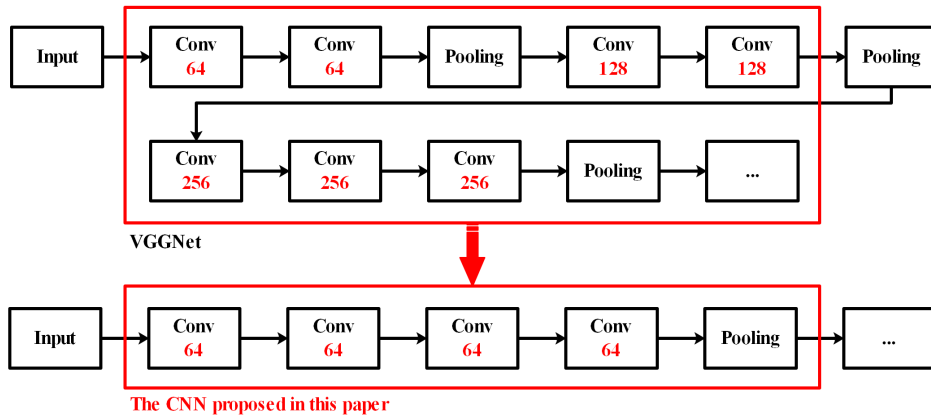 Input
Conv
64
Conv
64
Pooling
Conv
128
Conv
128
Pooling
Conv
256
Conv
256
Conv
256
Pooling
...
VGGNet
Input
Conv
64
Conv
64
Conv
64
Conv
64
Pooling
...
The CNN proposed in this paper